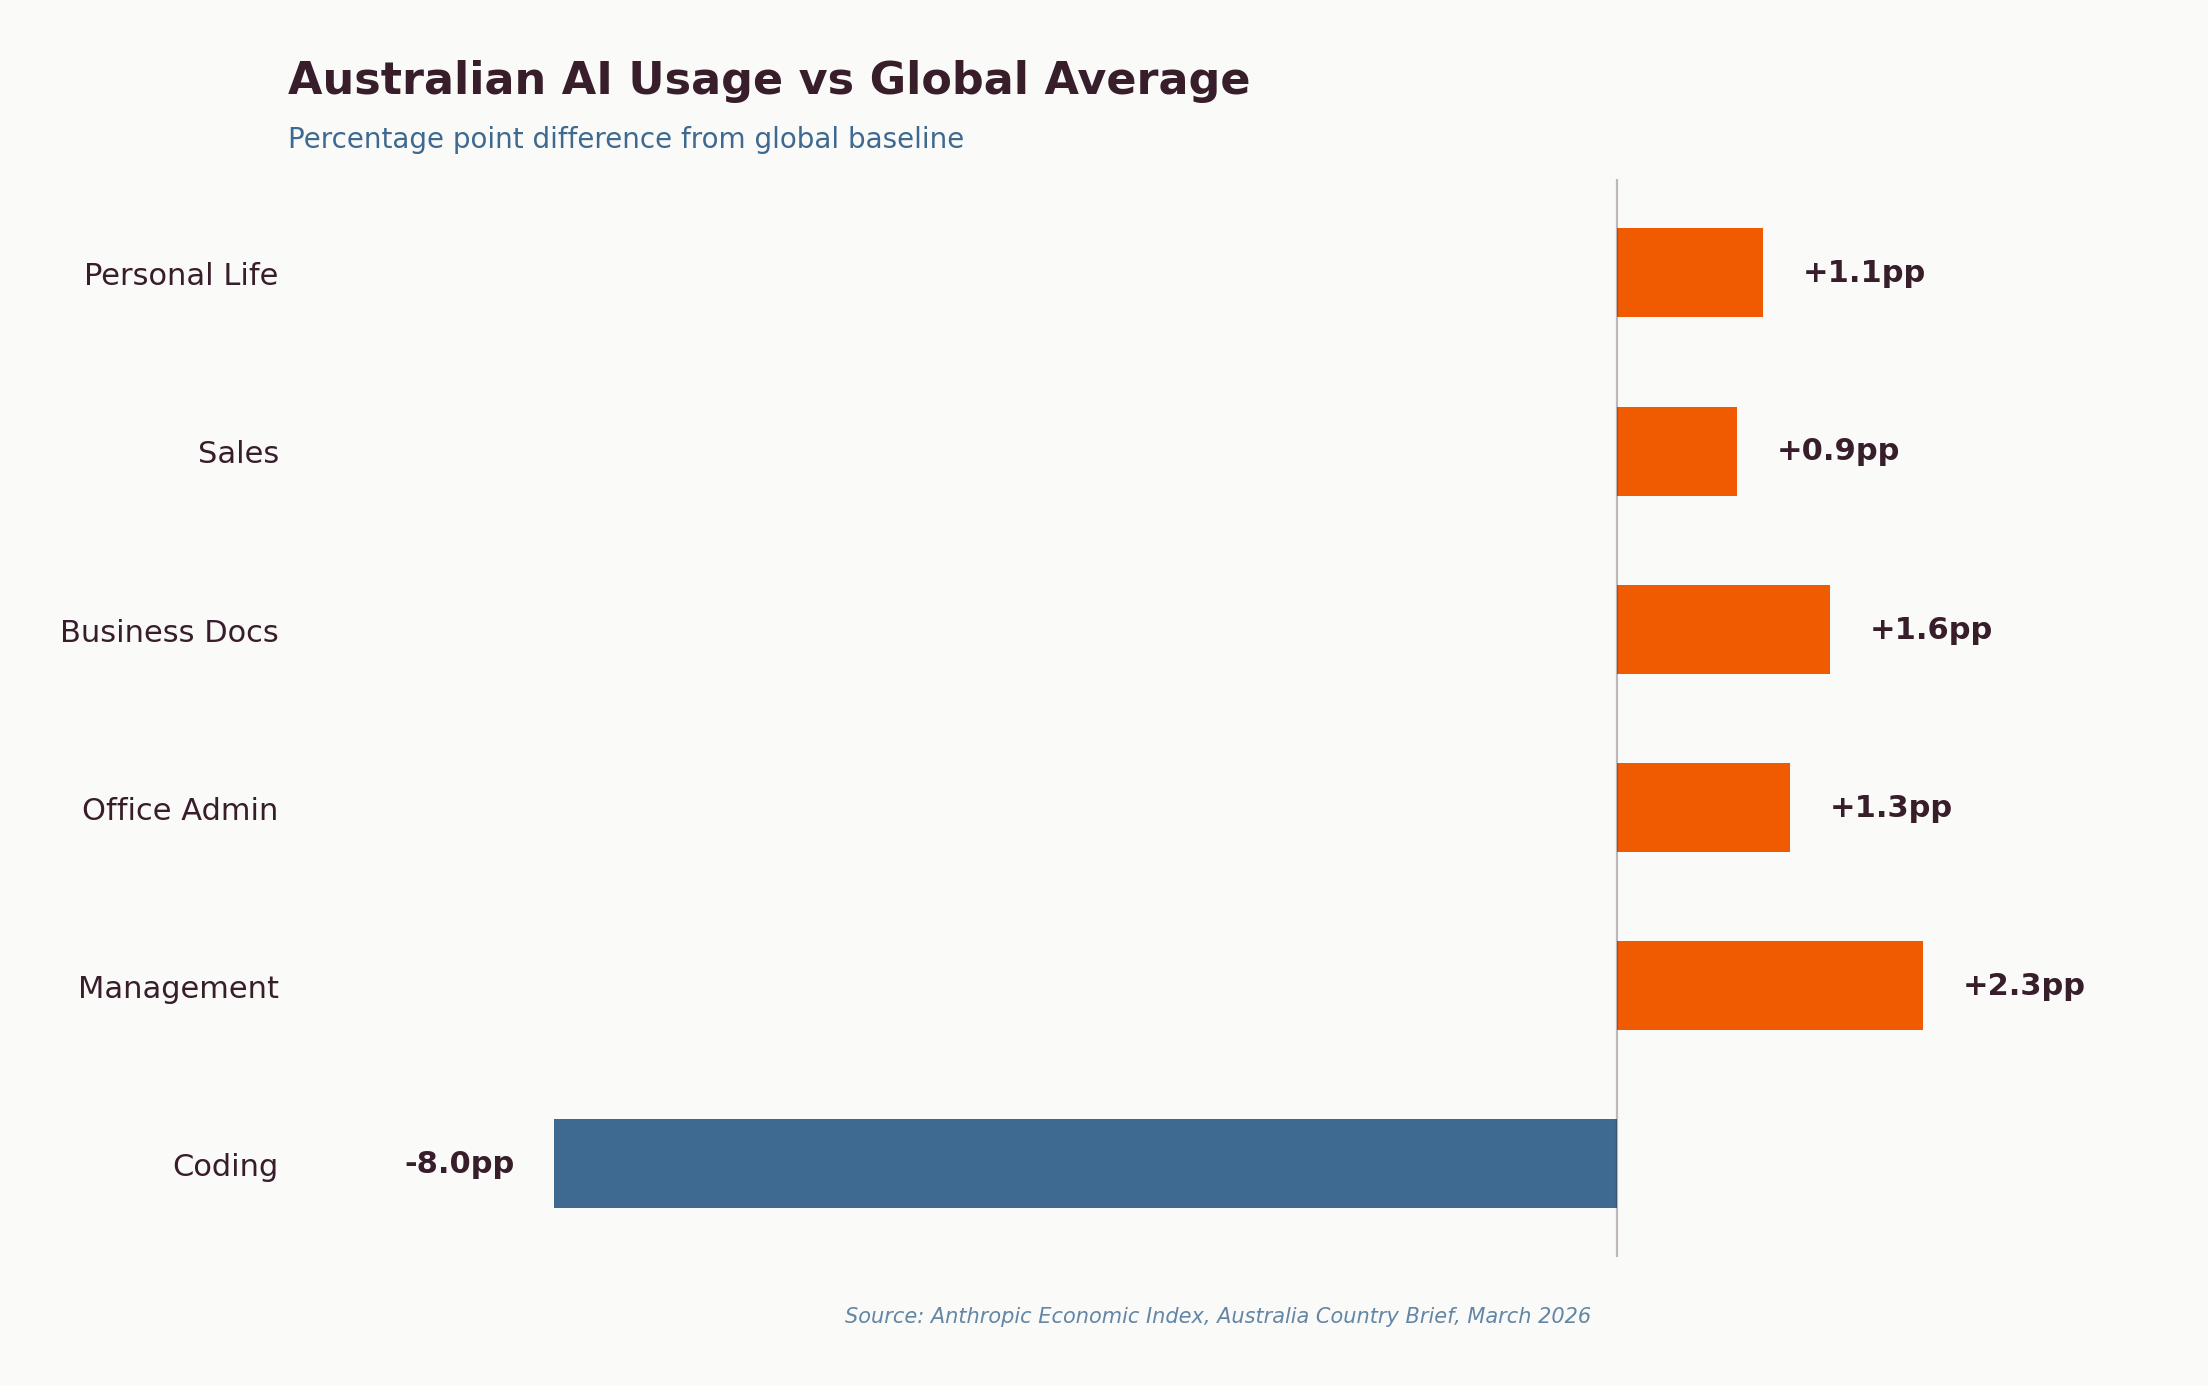 Australian AI Usage vs Global Average
Percentage point difference from global baseline
Personal Life
+1.1pp
Sales
+0.9pp
Business Docs
+1.6pp
Office Admin
+1.3pp
Management
+2.3pp
Coding
-8.0pp
Source: Anthropic Economic Index, Australia Country Brief, March 2026